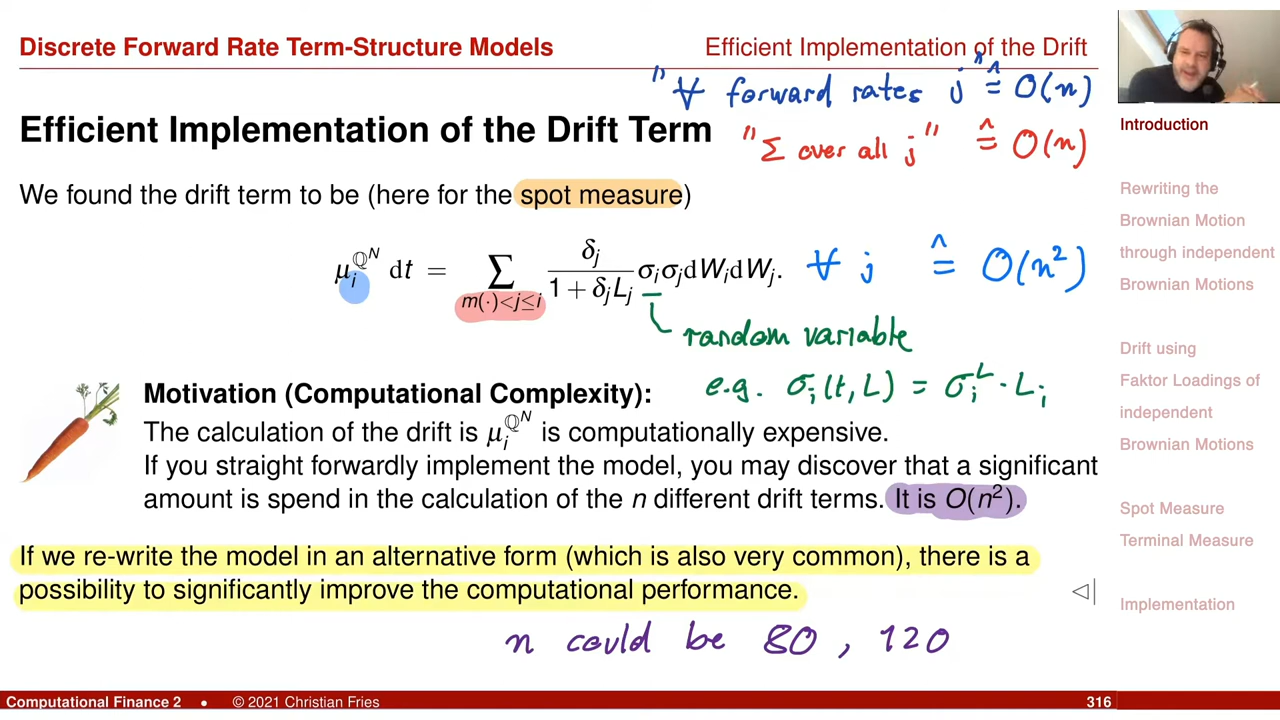 Discrete Forward Rate Term-Structure Models
Efficient Implementation of the Drift
"∀ forward rates j" ≙ O(n)
Efficient Implementation of the Drift Term
"Σ over all j" ≙ O(n)
We found the drift term to be (here for the spot measure)
μ_i^{ℚ^N} dt = ∑_{m(·)<j≤i} δ_j / (1 + δ_j L_j) σ_i σ_j dW_i dW_j. ∀ j ≙ O(n²)
random variable
e.g. σ_i(t, L) = σ_i^L · L_i
Motivation (Computational Complexity):
The calculation of the drift is μ_i^{ℚ^N} is computationally expensive.
If you straight forwardly implement the model, you may discover that a significant
amount is spend in the calculation of the n different drift terms. It is O(n²).
If we re-write the model in an alternative form (which is also very common), there is a
possibility to significantly improve the computational performance.
n could be 80, 120
Introduction
Rewriting the
Brownian Motion
through independent
Brownian Motions
Drift using
Faktor Loadings of
independent
Brownian Motions
Spot Measure
Terminal Measure
Implementation
Computational Finance 2 • © 2021 Christian Fries
316